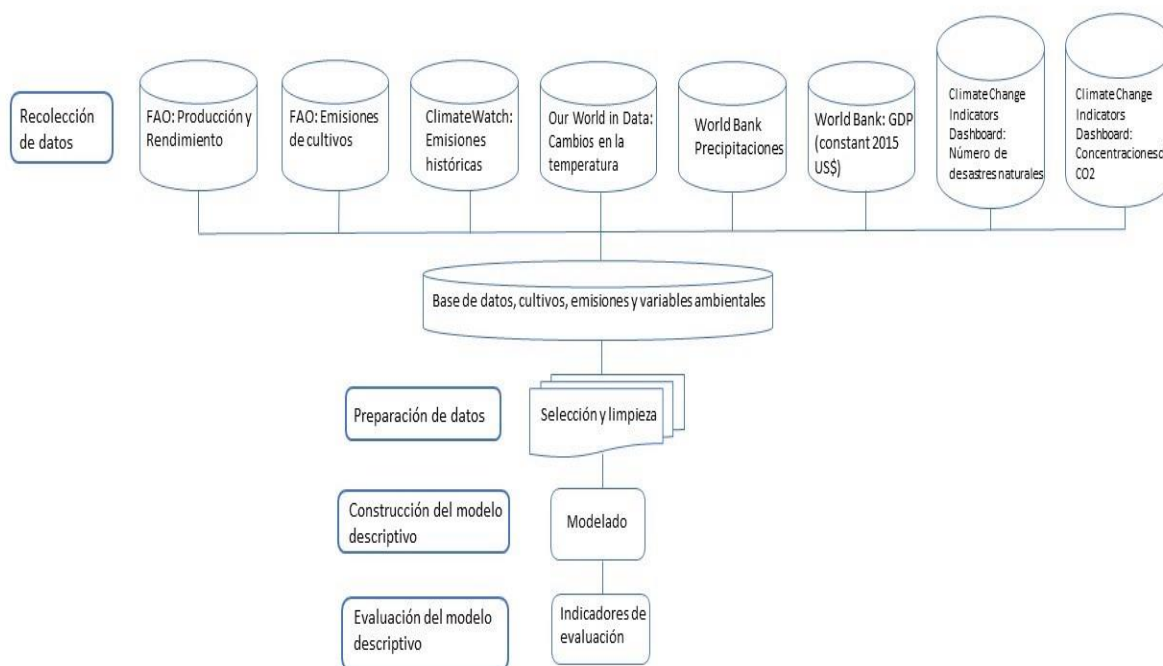 Recolección
de datos
FAO: Producción y
Rendimiento
FAO: Emisiones
de cultivos
ClimateWatch:
Emisiones
históricas
Our World in Data:
Cambios en la
temperatura
World Bank
Precipitaciones
World Bank: GDP
(constant 2015
US$)
Climate Change
Indicators
Dashboard:
Número de
desastres naturales
Climate Change
Indicators
Dashboard:
Concentraciones
CO2
Base de datos, cultivos, emisiones y variables ambientales
Preparación de datos
Selección y limpieza
Construcción del modelo
descriptivo
Modelado
Evaluación del modelo
descriptivo
Indicadores de
evaluación